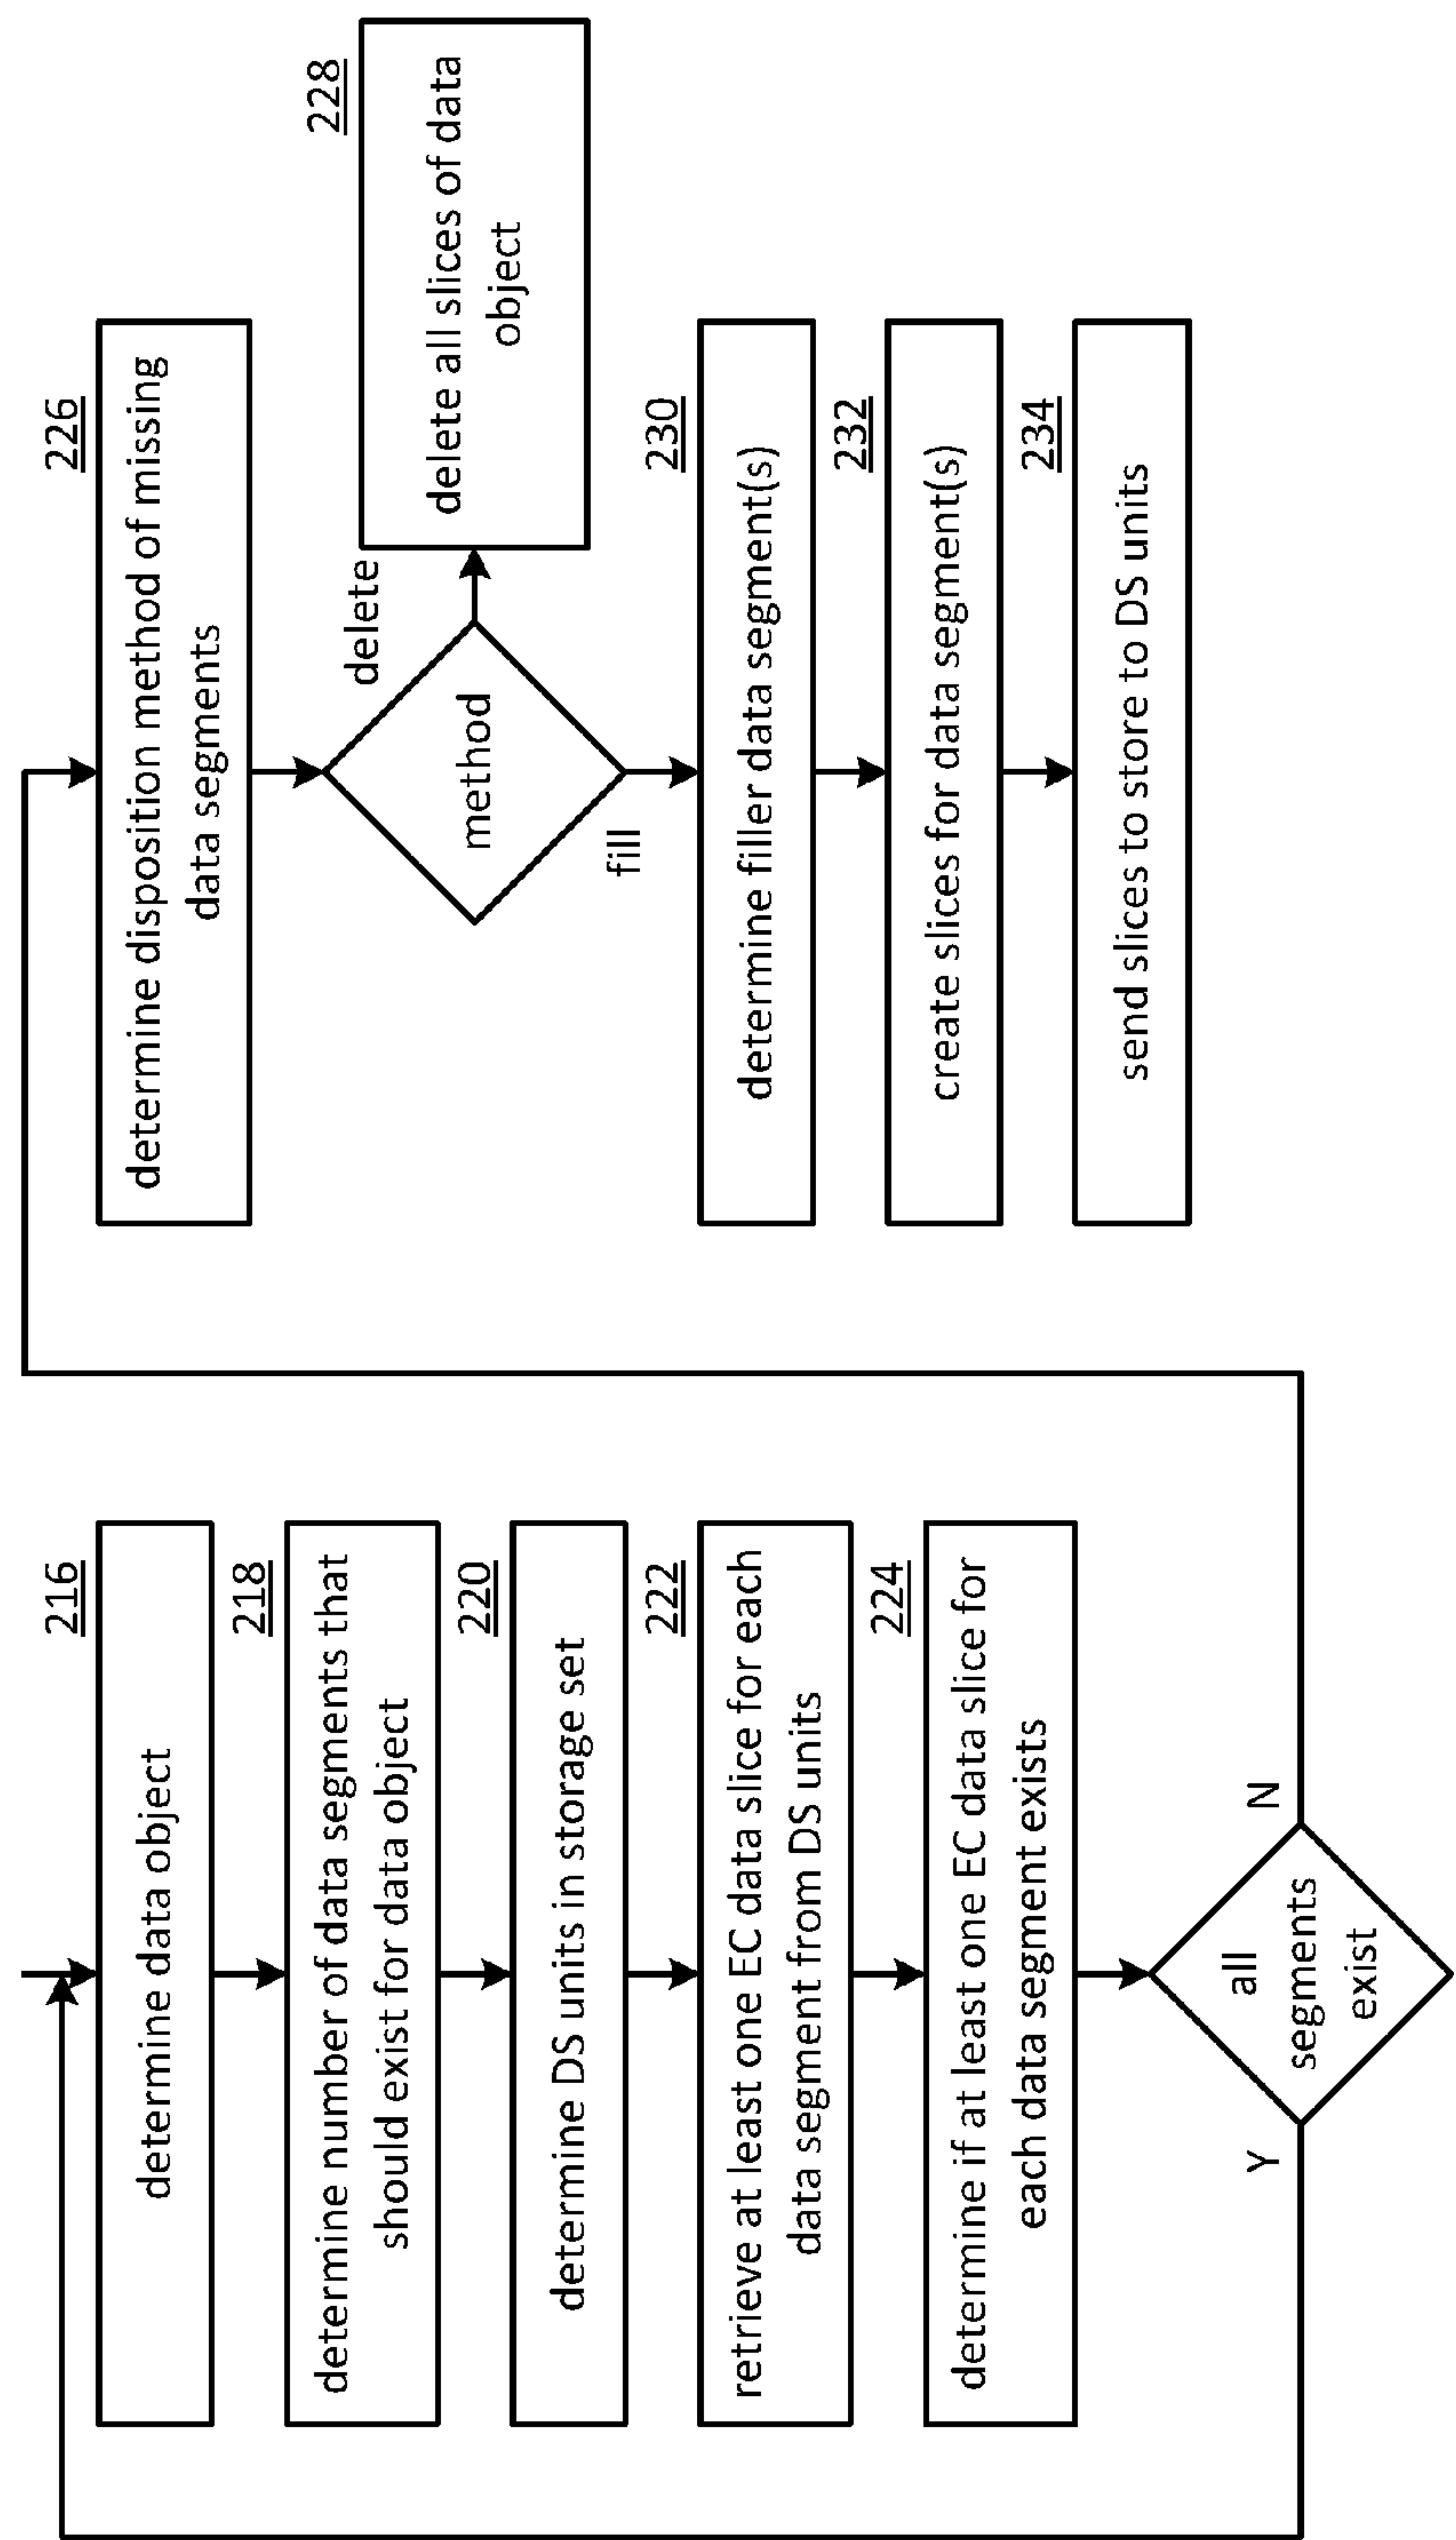 216
determine data object
218
determine number of data segments that
should exist for data object
220
determine DS units in storage set
222
retrieve at least one EC data slice for each
data segment from DS units
224
determine if at least one EC data slice for
each data segment exists
all
segments
exist
Y
N
226
determine disposition method of missing
data segments
method
delete
228
delete all slices of data
object
fill
230
determine filler data segment(s)
232
create slices for data segment(s)
234
send slices to store to DS units